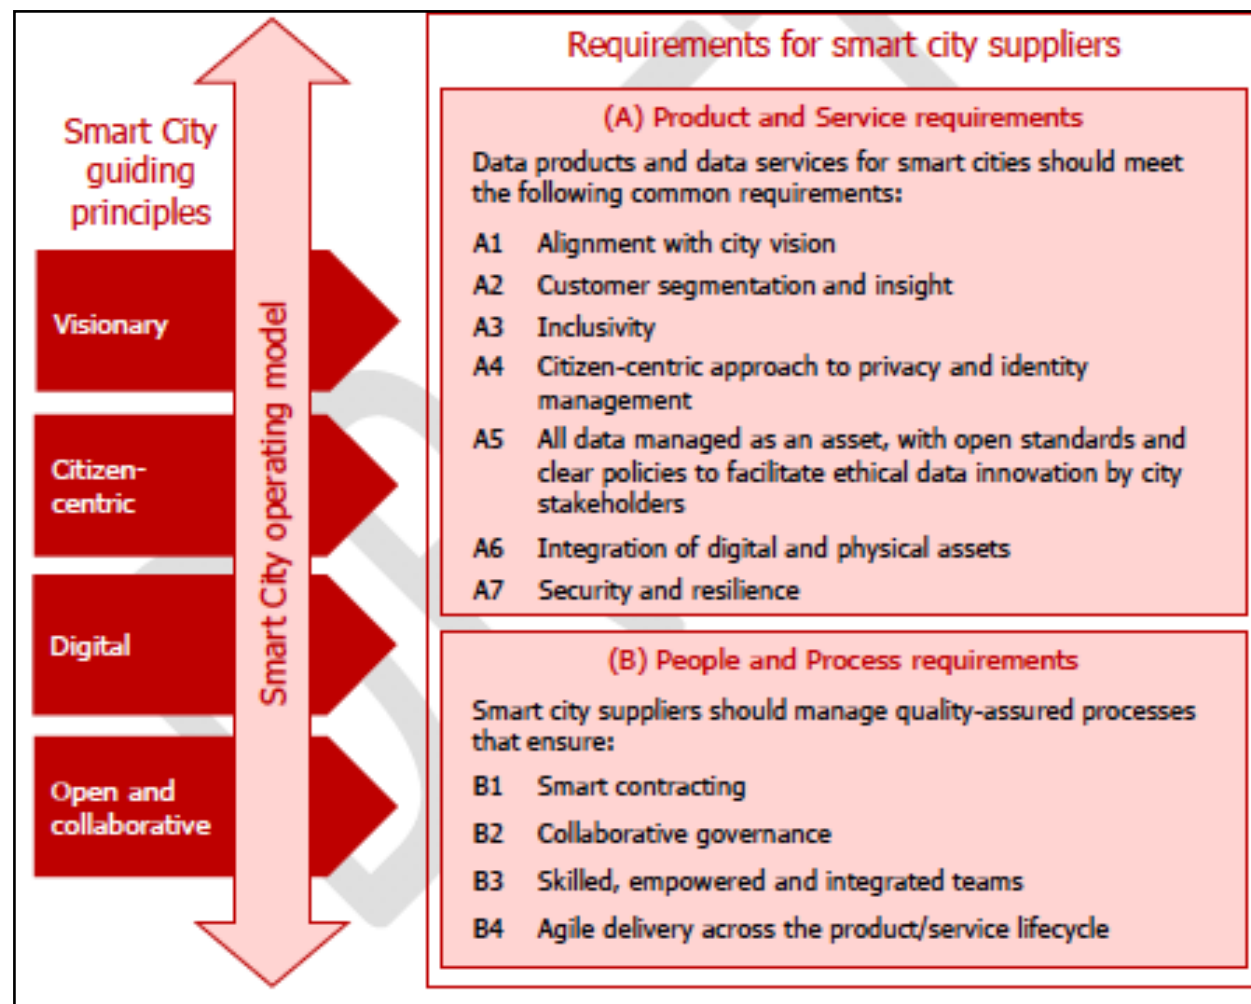 Smart City
guiding
principles
Visionary
Citizen-
centric
Digital
Open and
collaborative
Smart City operating model
Requirements for smart city suppliers
(A) Product and Service requirements
Data products and data services for smart cities should meet
the following common requirements:
A1 Alignment with city vision
A2 Customer segmentation and insight
A3 Inclusivity
A4 Citizen-centric approach to privacy and identity
management
A5 All data managed as an asset, with open standards and
clear policies to facilitate ethical data innovation by city
stakeholders
A6 Integration of digital and physical assets
A7 Security and resilience
(B) People and Process requirements
Smart city suppliers should manage quality-assured processes
that ensure:
B1 Smart contracting
B2 Collaborative governance
B3 Skilled, empowered and integrated teams
B4 Agile delivery across the product/service lifecycle